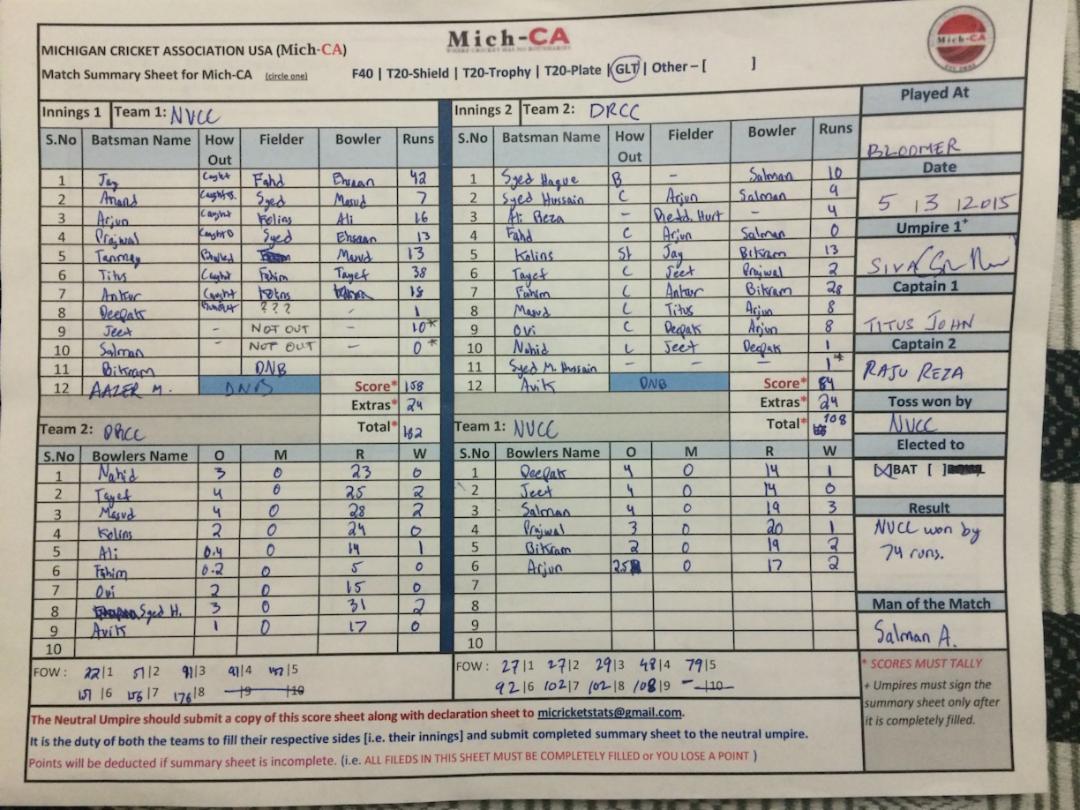 MICHIGAN CRICKET ASSOCIATION USA (Mich-CA)
Mich-CA
WHERE CRICKET HAS NO BOUNDARIES
Mich-CA
Match Summary Sheet for Mich-CA (circle one) F40 | T20-Shield | T20-Trophy | T20-Plate | GLT | Other – [ ]
Innings 1 Team 1: NVCC
S.No Batsman Name How Out Fielder Bowler Runs
1 Jay Caught Fahd Ehsaan 42
2 Anand Syed Masud 7
3 Arjun Caught Kolins Ali 16
4 Prajwal Syed Ehsaan 13
5 Tanmay Bowled Masud 13
6 Titus Caught Fahim Tayef 38
7 Ankur Caught 18
8 Deepak Runout ??? - 1
9 Jeet - NOT OUT - 10*
10 Salman - NOT OUT - 0*
11 Bikram DNB
12 AAZER M. DNB
Score* 158
Extras* 24
Total* 182
Innings 2 Team 2: DRCC
S.No Batsman Name How Out Fielder Bowler Runs
1 Syed Haque B - Salman 10
2 Syed Hussain C Arjun Salman 9
3 Ali Reza - Retd. Hurt - 4
4 Fahd C Arjun Salman 0
5 Kolins St Jay Bikram 13
6 Tayef C Jeet Prajwal 2
7 Fahim C Ankur Bikram 28
8 Masud C Titus Arjun 8
9 Ovi C Deepak Arjun 8
10 Nahid C Jeet Deepak 1
11 Syed M. Hussain - - - 1*
12 Avik DNB
Score* 84
Extras* 24
Total* 108
Team 2: DRCC
S.No Bowlers Name O M R W
1 Nahid 3 0 23 0
2 Tayef 4 0 25 2
3 Masud 4 0 28 2
4 Kolins 2 0 24 0
5 Ali 0.4 0 14 1
6 Fahim 0.2 0 5 0
7 Ovi 2 0 15 0
8 Syed H. 3 0 31 2
9 Avik 1 0 17 0
10
FOW : 22|1 51|2 91|3 91|4 |5
151 |6 156|7 176|8 |9 |10
Team 1: NVCC
S.No Bowlers Name O M R W
1 Deepak 4 0 14 1
2 Jeet 4 0 14 0
3 Salman 4 0 19 3
4 Prajwal 3 0 20 1
5 Bikram 2 0 19 2
6 Arjun 0 17 2
7
8
9
10
FOW : 27|1 27|2 29|3 48|4 79|5
92|6 102|7 102|8 108|9 - |10
Played At
BLOOMER
Date
5 / 3 / 2015
Umpire 1+
SIVA
Captain 1
TITUS JOHN
Captain 2
RAJU REZA
Toss won by
NVCC
Elected to
[X]BAT [ ]
Result
NVCC won by
74 runs.
Man of the Match
Salman A.
* SCORES MUST TALLY
+ Umpires must sign the
summary sheet only after
it is completely filled.
The Neutral Umpire should submit a copy of this score sheet along with declaration sheet to micricketstats@gmail.com.
It is the duty of both the teams to fill their respective sides [i.e. their innings] and submit completed summary sheet to the neutral umpire.
Points will be deducted if summary sheet is incomplete. (i.e. ALL FILEDS IN THIS SHEET MUST BE COMPLETELY FILLED or YOU LOSE A POINT )